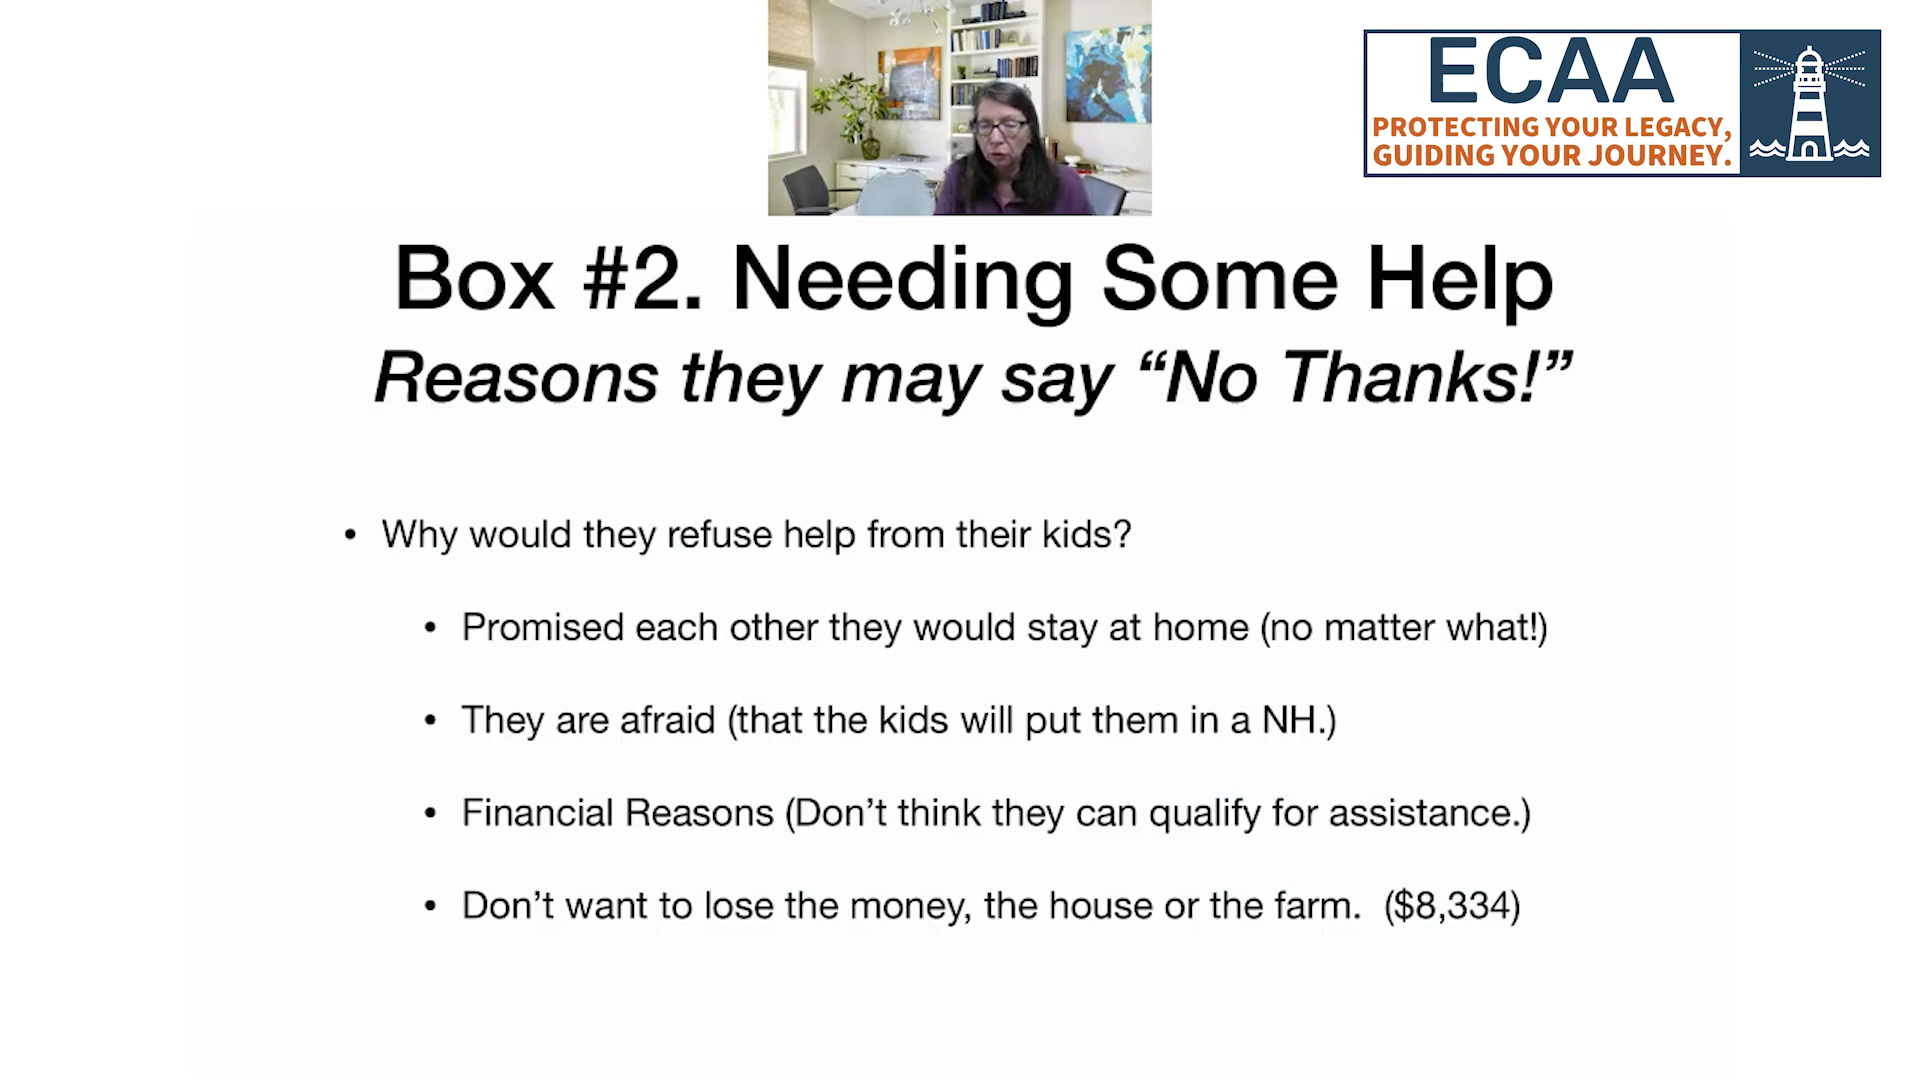 ECAA
PROTECTING YOUR LEGACY,
GUIDING YOUR JOURNEY.
Box #2. Needing Some Help
Reasons they may say “No Thanks!”
• Why would they refuse help from their kids?
• Promised each other they would stay at home (no matter what!)
• They are afraid (that the kids will put them in a NH.)
• Financial Reasons (Don’t think they can qualify for assistance.)
• Don’t want to lose the money, the house or the farm. ($8,334)